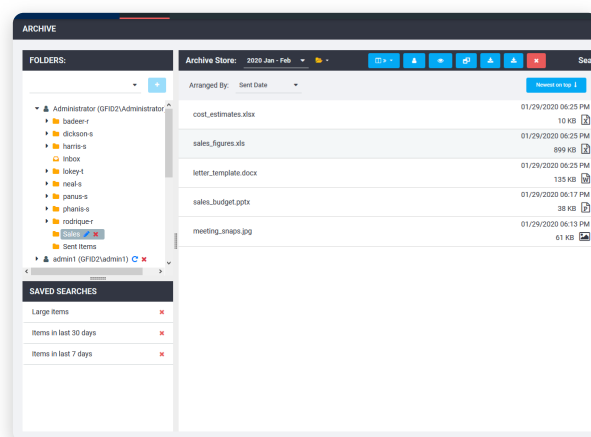 ARCHIVE
FOLDERS:
Administrator (GFID2\Administrator
badeer-r
dickson-s
harris-s
Inbox
lokey-t
neal-s
panus-s
phanis-s
rodrique-r
Sales
Sent Items
admin1 (GFID2\admin1)
SAVED SEARCHES
Large items
Items in last 30 days
Items in last 7 days
Archive Store: 2020 Jan - Feb
Sea
Arranged By: Sent Date
Newest on top
cost_estimates.xlsx
01/29/2020 06:25 PM
10 KB
sales_figures.xls
01/29/2020 06:25 PM
899 KB
letter_template.docx
01/29/2020 06:25 PM
135 KB
sales_budget.pptx
01/29/2020 06:17 PM
38 KB
meeting_snaps.jpg
01/29/2020 06:13 PM
61 KB